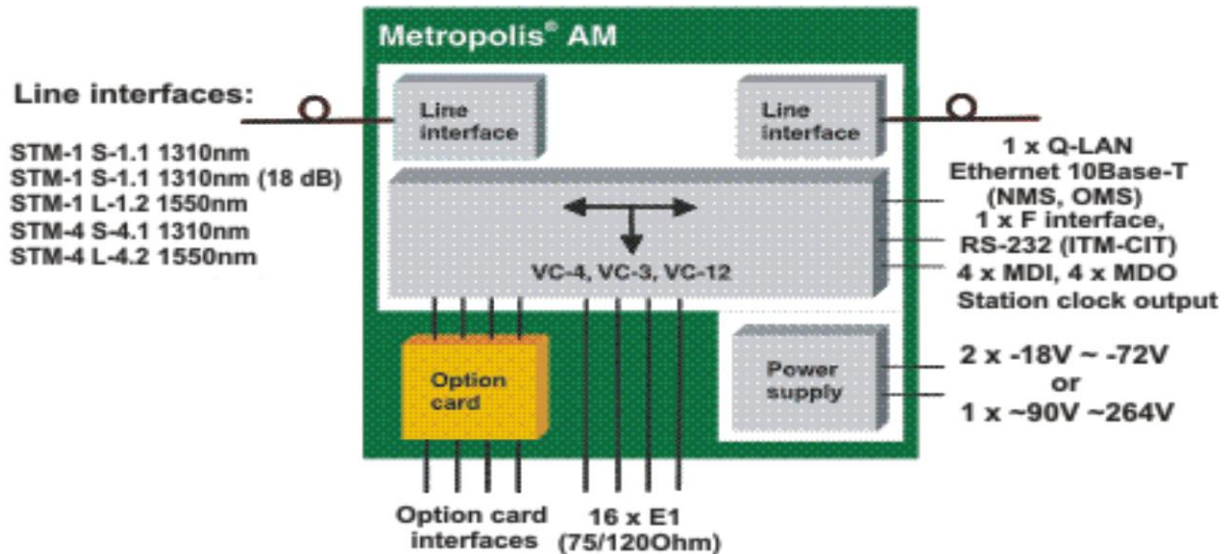 Metropolis® AM
Line interfaces:
STM-1 S-1.1 1310nm
STM-1 S-1.1 1310nm (18 dB)
STM-1 L-1.2 1550nm
STM-4 S-4.1 1310nm
STM-4 L-4.2 1550nm
Line
interface
Line
interface
1 x Q-LAN
Ethernet 10Base-T
(NMS, OMS)
1 x F interface,
RS-232 (ITM-CIT)
4 x MDI, 4 x MDO
Station clock output
VC-4, VC-3, VC-12
Option
card
Power
supply
2 x -18V ~ -72V
or
1 x ~90V ~264V
Option card
interfaces
16 x E1
(75/120Ohm)